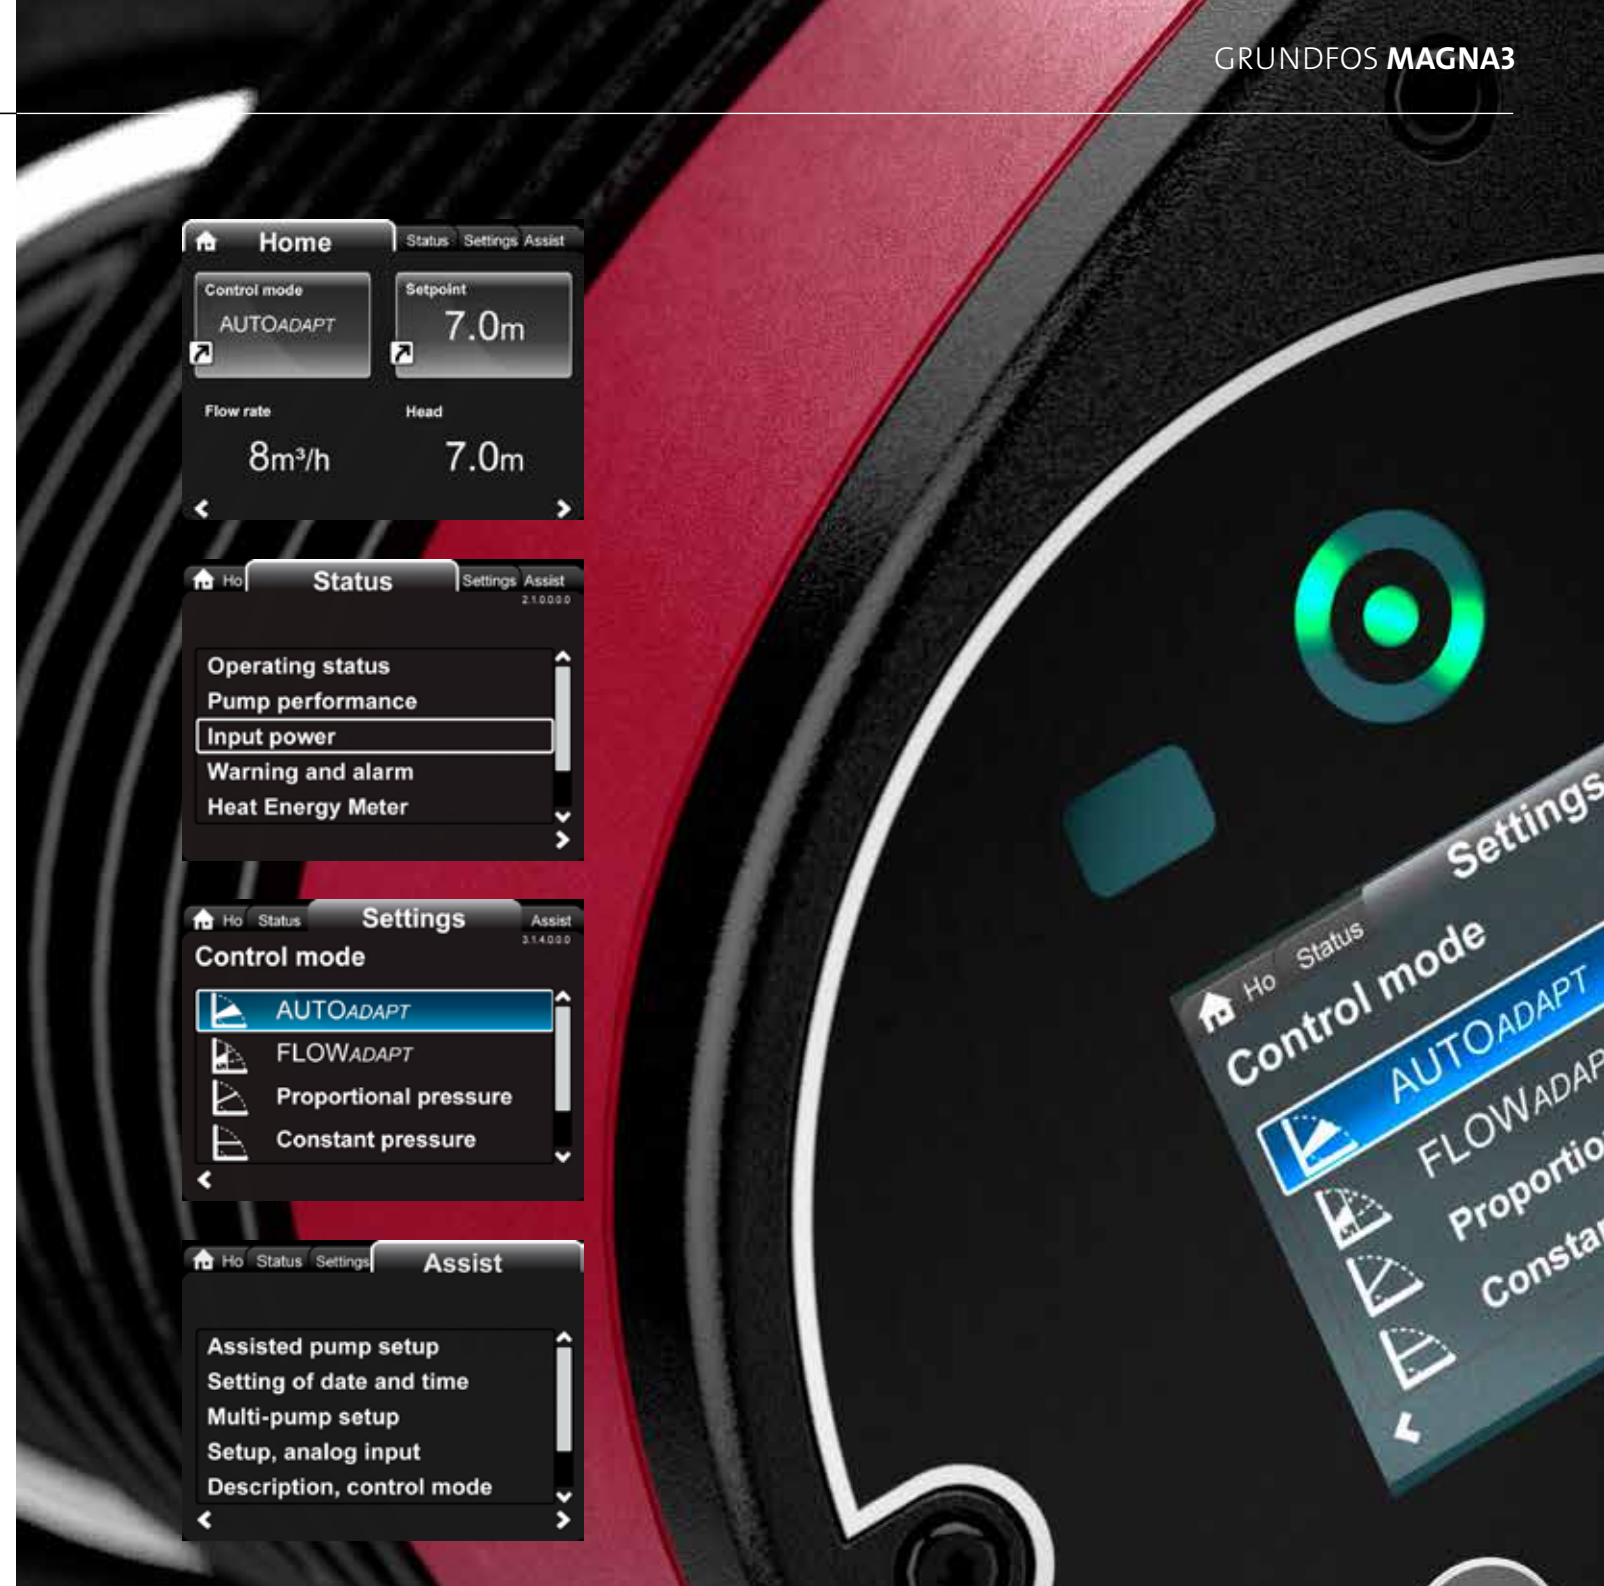 GRUNDFOS MAGNA3
Home Status Settings Assist
Control mode Setpoint
AUTOADAPT 7.0m
Flow rate Head
8m³/h 7.0m
Ho Status Settings Assist
2.1.0.0.0.0
Operating status
Pump performance
Input power
Warning and alarm
Heat Energy Meter
Ho Status Settings Assist
3.1.4.0.0.0
Control mode
AUTOADAPT
FLOWADAPT
Proportional pressure
Constant pressure
Ho Status Settings Assist
Assisted pump setup
Setting of date and time
Multi-pump setup
Setup, analog input
Description, control mode
Ho Status Settings
Control mode
AUTOADAPT
FLOWADAP
Proportio
Consta